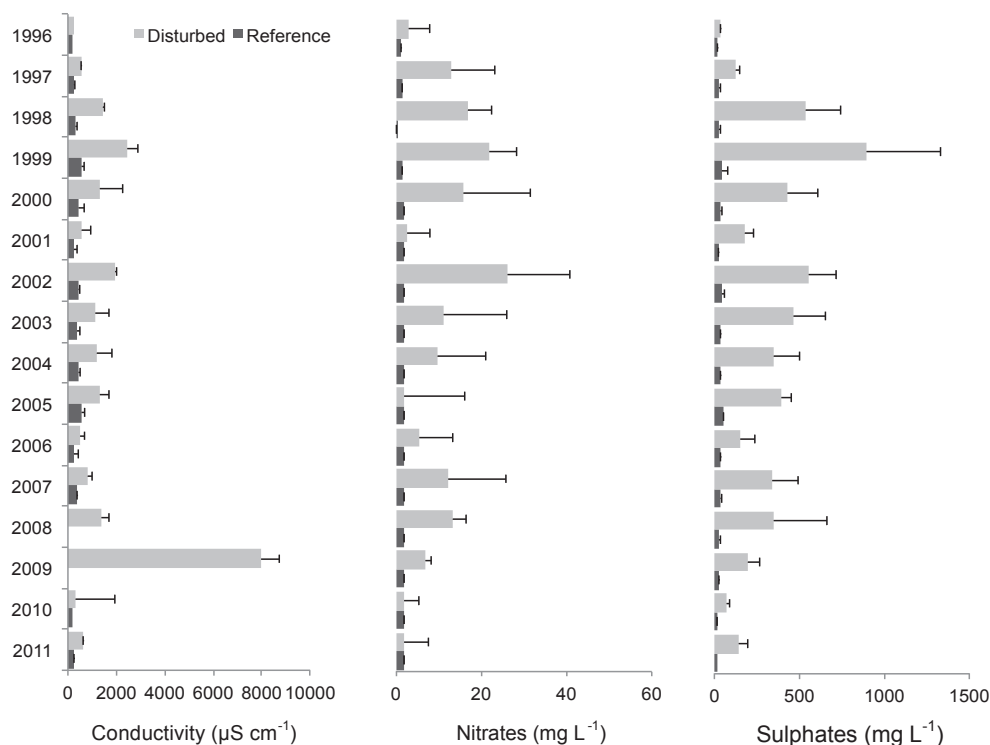 Disturbed Reference
1996
1997
1998
1999
2000
2001
2002
2003
2004
2005
2006
2007
2008
2009
2010
2011
0 2000 4000 6000 8000 10000
Conductivity (µS cm⁻¹)
0 20 40 60
Nitrates (mg L⁻¹)
0 500 1000 1500
Sulphates (mg L⁻¹)